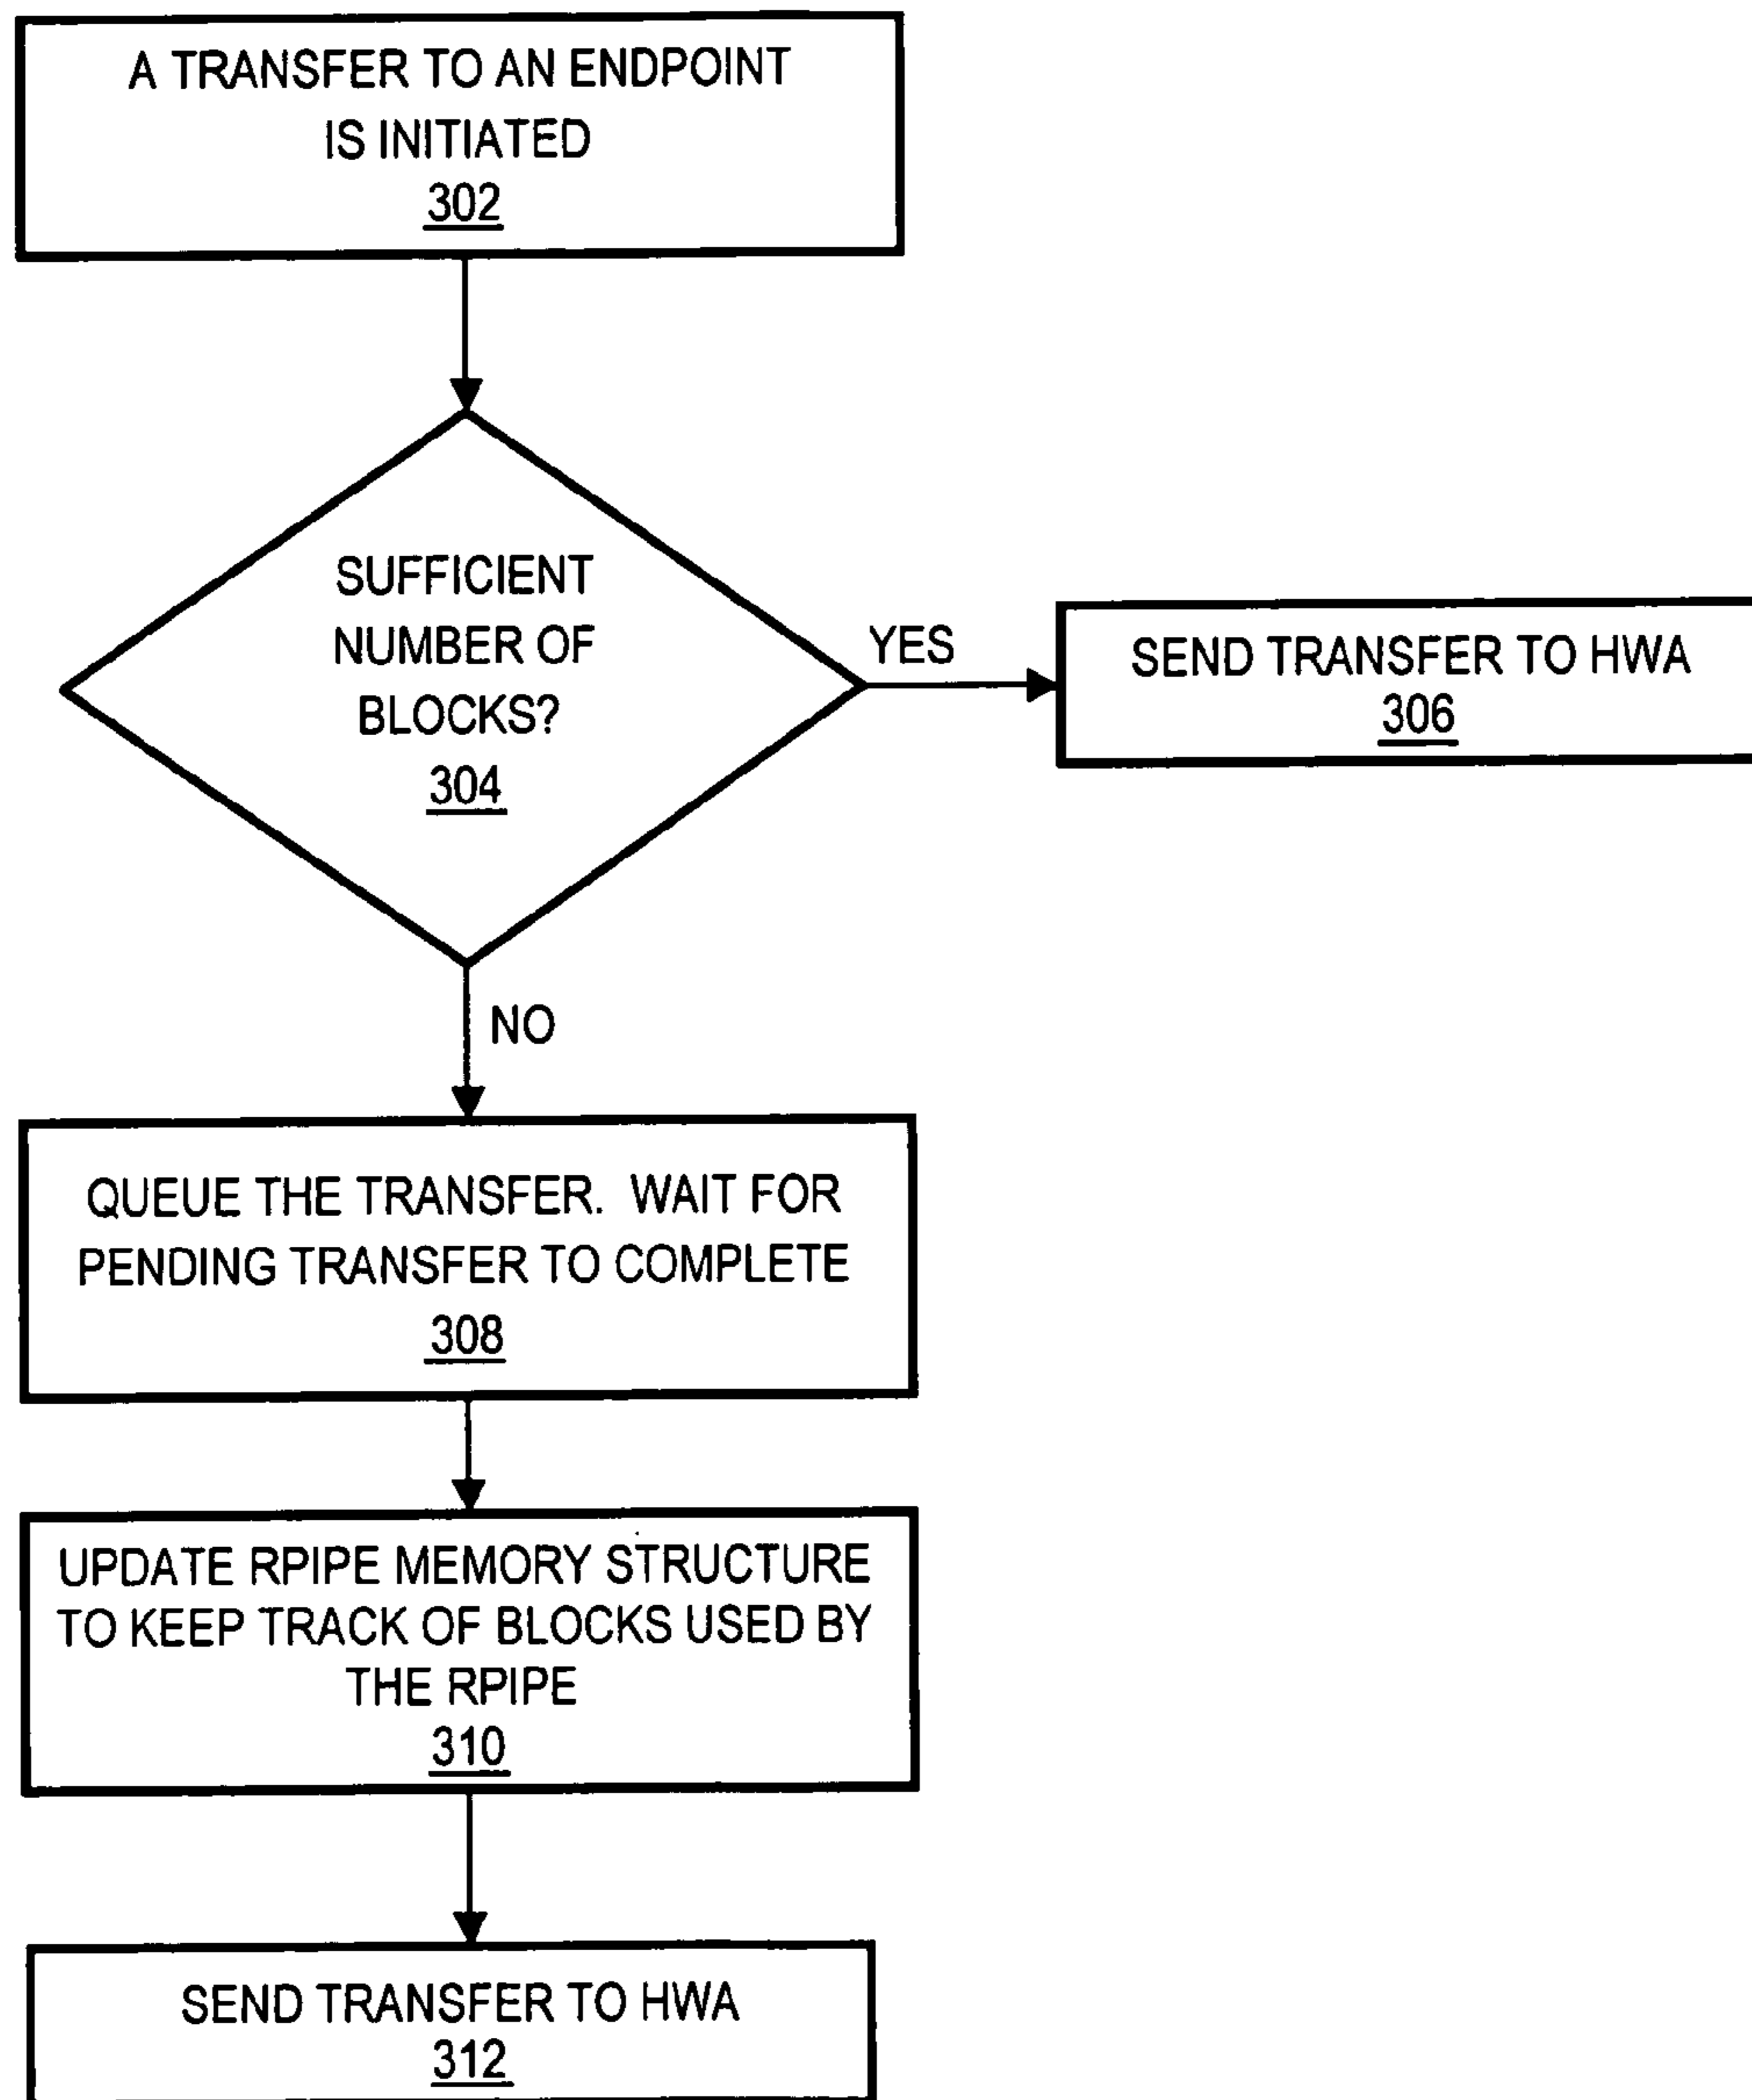 A TRANSFER TO AN ENDPOINT
IS INITIATED
302
SUFFICIENT
NUMBER OF
BLOCKS?
304
YES
SEND TRANSFER TO HWA
306
NO
QUEUE THE TRANSFER. WAIT FOR
PENDING TRANSFER TO COMPLETE
308
UPDATE RPIPE MEMORY STRUCTURE
TO KEEP TRACK OF BLOCKS USED BY
THE RPIPE
310
SEND TRANSFER TO HWA
312